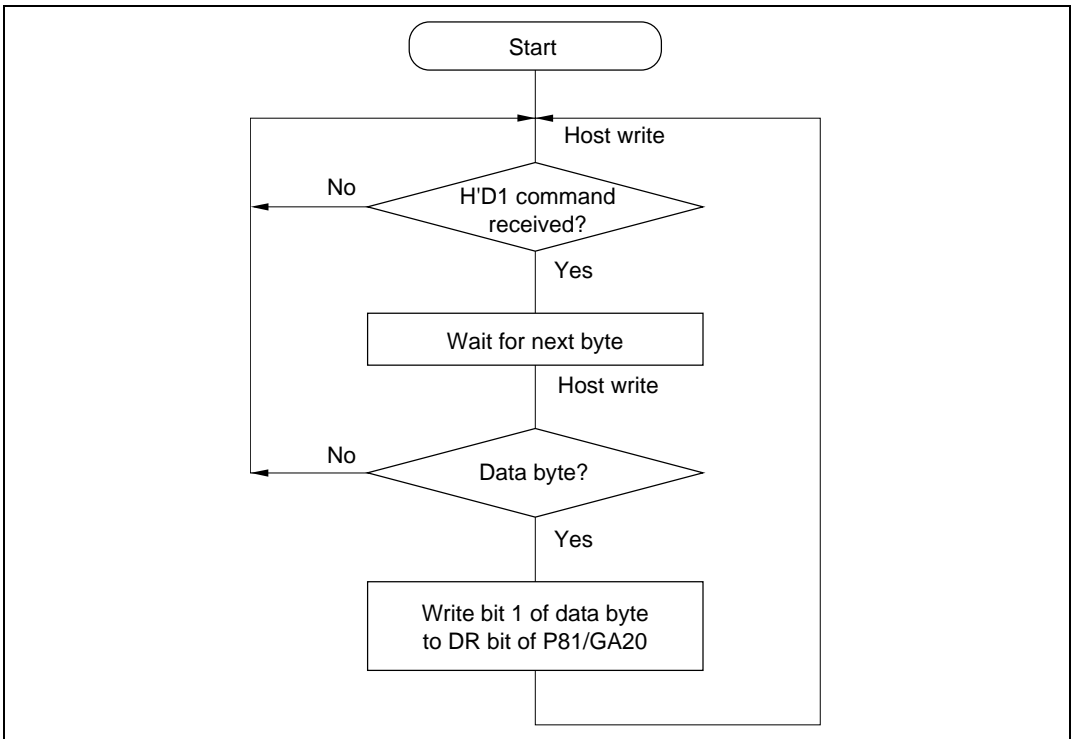 Start
Host write
No
H'D1 command
received?
Yes
Wait for next byte
Host write
No
Data byte?
Yes
Write bit 1 of data byte
to DR bit of P81/GA20